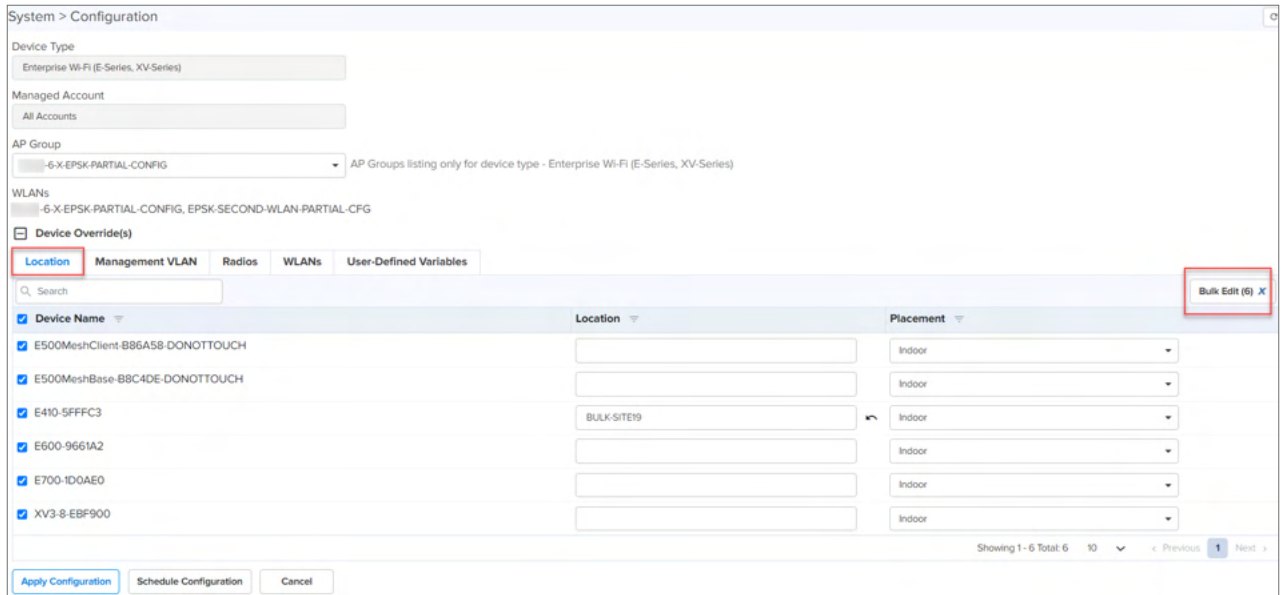 System > Configuration
Device Type
Enterprise Wi-Fi (E-Series, XV-Series)
Managed Account
All Accounts
AP Group
-6-X-EPSK-PARTIAL-CONFIG AP Groups listing only for device type - Enterprise Wi-Fi (E-Series, XV-Series)
WLANs
-6-X-EPSK-PARTIAL-CONFIG, EPSK-SECOND-WLAN-PARTIAL-CFG
Device Override(s)
Location Management VLAN Radios WLANs User-Defined Variables
Search Bulk Edit (6) X
Device Name Location Placement
E500MeshClient-B86A58-DONOTTOUCH Indoor
E500MeshBase-B8C4DE-DONOTTOUCH Indoor
E410-5FFFC3 BULK-SITE19 Indoor
E600-9661A2 Indoor
E700-1D0AE0 Indoor
XV3-8-EBF900 Indoor
Showing 1 - 6 Total: 6 10 < Previous 1 Next >
Apply Configuration Schedule Configuration Cancel